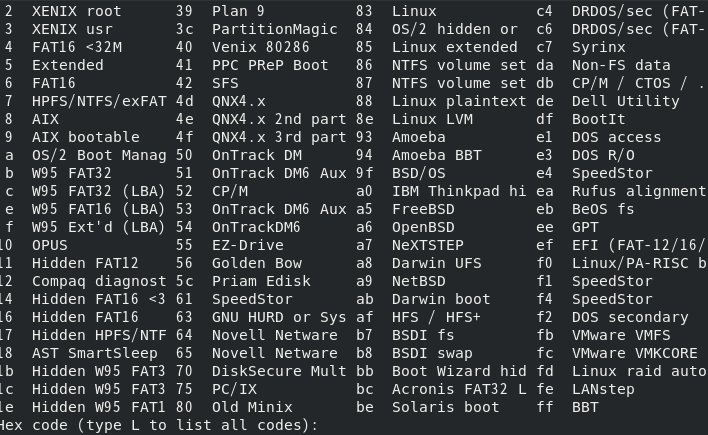 2 XENIX root 39 Plan 9 83 Linux c4 DRDOS/sec (FAT-
3 XENIX usr 3c PartitionMagic 84 OS/2 hidden or c6 DRDOS/sec (FAT-
4 FAT16 <32M 40 Venix 80286 85 Linux extended c7 Syrinx
5 Extended 41 PPC PReP Boot 86 NTFS volume set da Non-FS data
6 FAT16 42 SFS 87 NTFS volume set db CP/M / CTOS / .
7 HPFS/NTFS/exFAT 4d QNX4.x 88 Linux plaintext de Dell Utility
8 AIX 4e QNX4.x 2nd part 8e Linux LVM df BootIt
9 AIX bootable 4f QNX4.x 3rd part 93 Amoeba e1 DOS access
a OS/2 Boot Manag 50 OnTrack DM 94 Amoeba BBT e3 DOS R/O
b W95 FAT32 51 OnTrack DM6 Aux 9f BSD/OS e4 SpeedStor
c W95 FAT32 (LBA) 52 CP/M a0 IBM Thinkpad hi ea Rufus alignment
e W95 FAT16 (LBA) 53 OnTrack DM6 Aux a5 FreeBSD eb BeOS fs
f W95 Ext'd (LBA) 54 OnTrackDM6 a6 OpenBSD ee GPT
10 OPUS 55 EZ-Drive a7 NeXTSTEP ef EFI (FAT-12/16/
11 Hidden FAT12 56 Golden Bow a8 Darwin UFS f0 Linux/PA-RISC b
12 Compaq diagnost 5c Priam Edisk a9 NetBSD f1 SpeedStor
14 Hidden FAT16 <3 61 SpeedStor ab Darwin boot f4 SpeedStor
16 Hidden FAT16 63 GNU HURD or Sys af HFS / HFS+ f2 DOS secondary
17 Hidden HPFS/NTF 64 Novell Netware b7 BSDI fs fb VMware VMFS
18 AST SmartSleep 65 Novell Netware b8 BSDI swap fc VMware VMKCORE
1b Hidden W95 FAT3 70 DiskSecure Mult bb Boot Wizard hid fd Linux raid auto
1c Hidden W95 FAT3 75 PC/IX bc Acronis FAT32 L fe LANstep
1e Hidden W95 FAT1 80 Old Minix be Solaris boot ff BBT
Hex code (type L to list all codes):